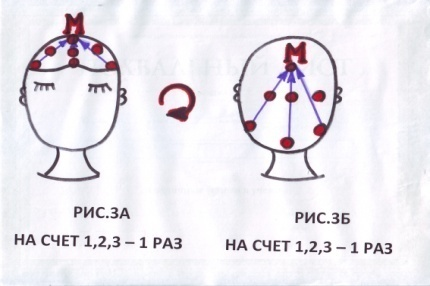 М
М
РИС.3А
НА СЧЕТ 1,2,3 – 1 РАЗ
РИС.3Б
НА СЧЕТ 1,2,3 – 1 РАЗ